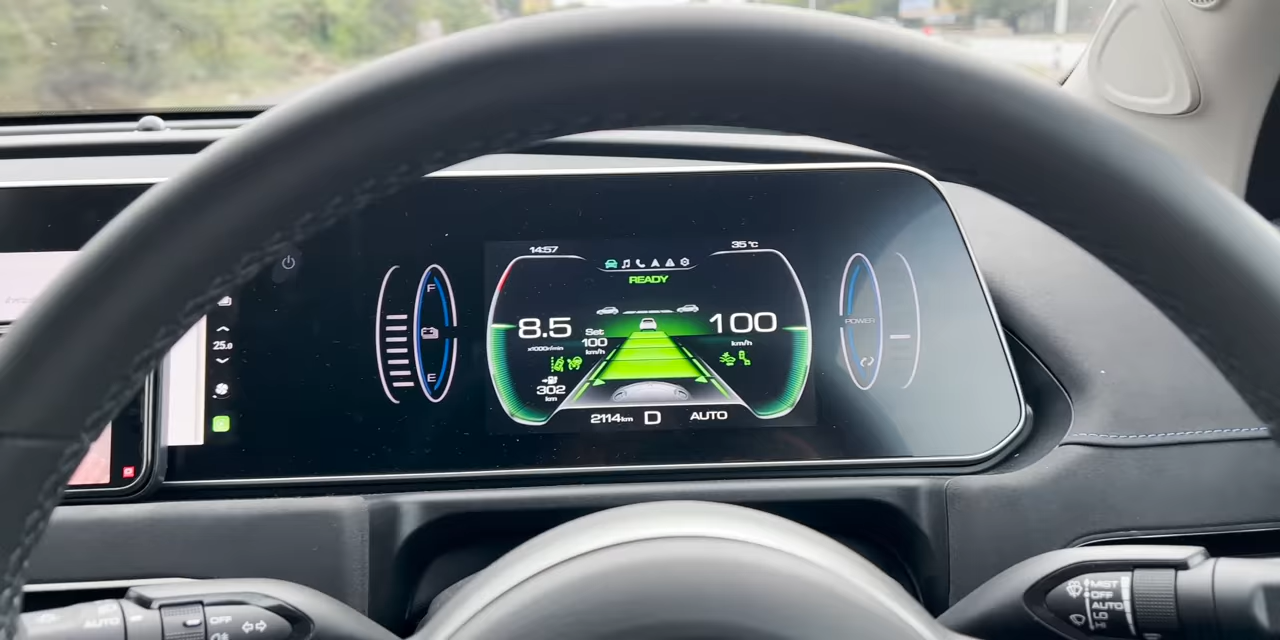 14:57
35 °C
READY
F
E
8.5
x1000r/min
Set
100
km/h
100
km/h
POWER
302
km
2114km
D
AUTO
25.0
AUTO
OFF
MIST
OFF
AUTO
LO
HI